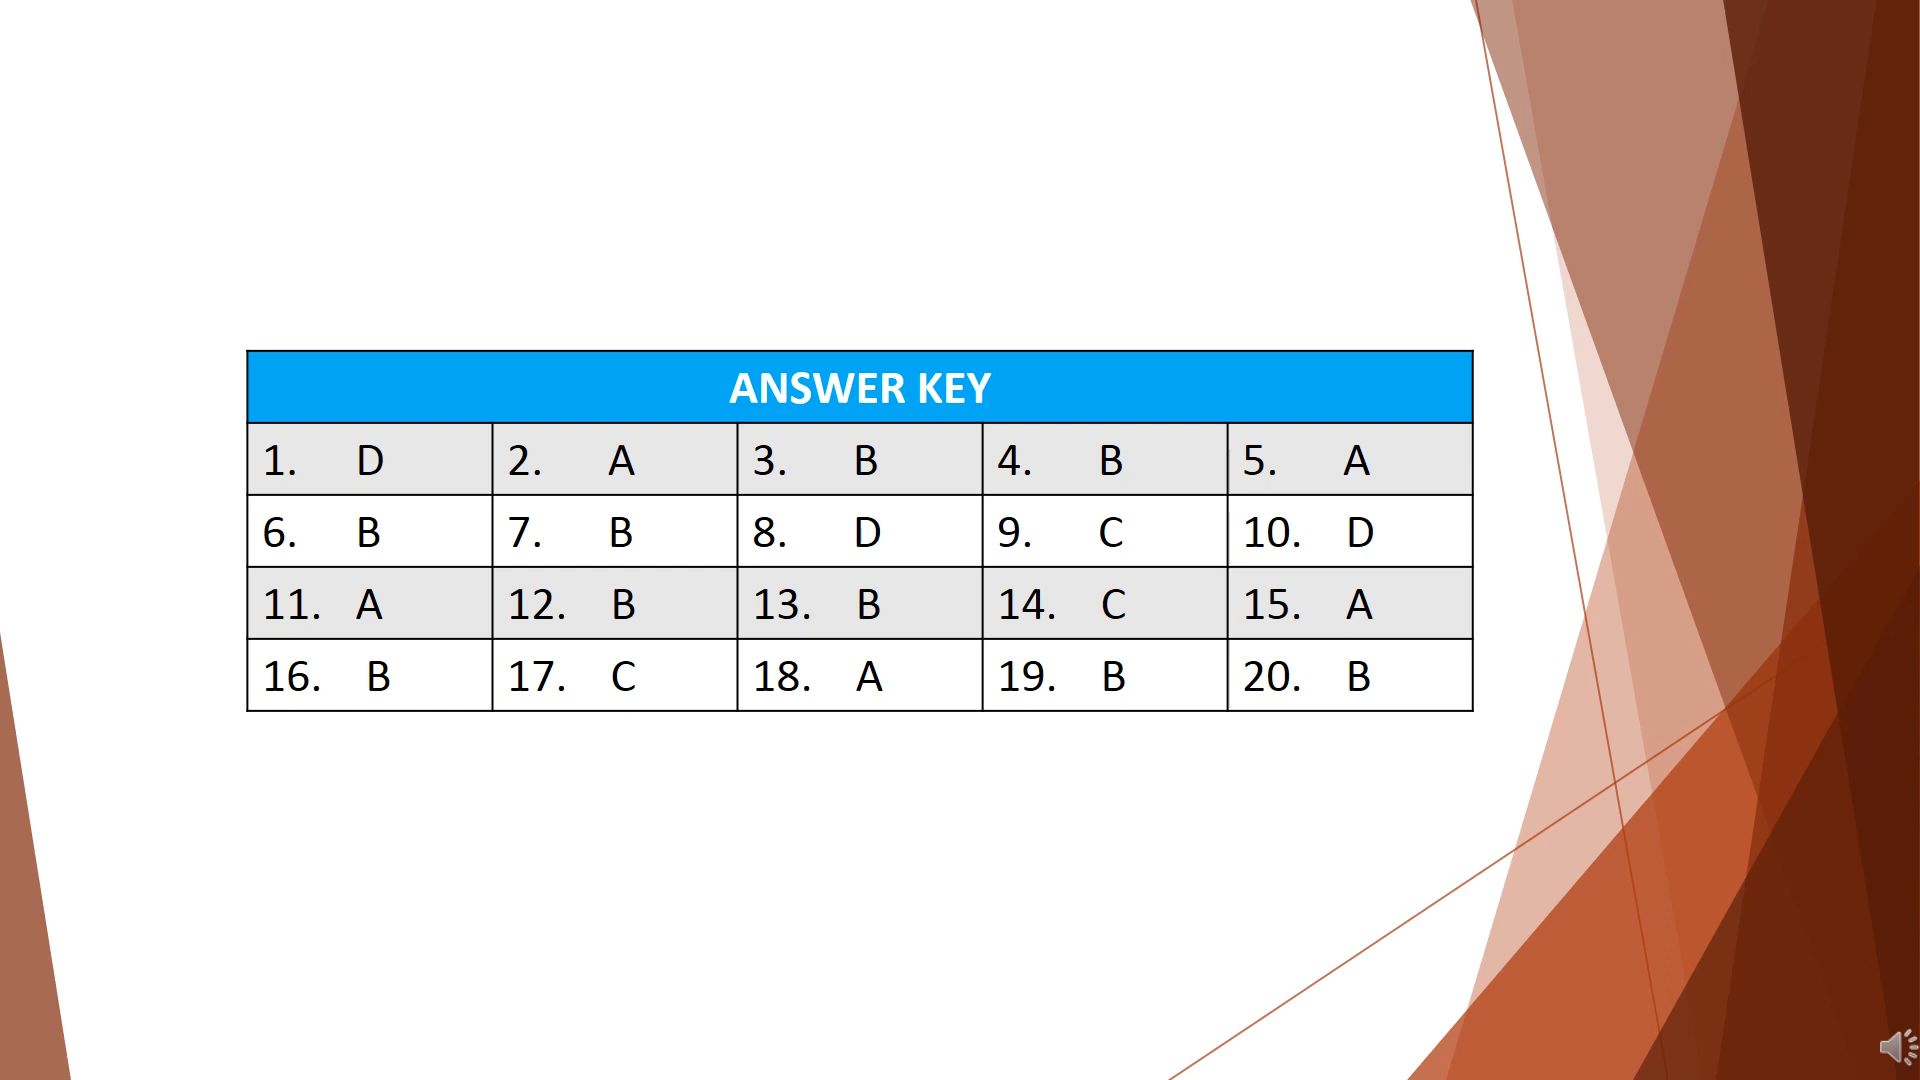 ANSWER KEY
1. D 2. A 3. B 4. B 5. A
6. B 7. B 8. D 9. C 10. D
11. A 12. B 13. B 14. C 15. A
16. B 17. C 18. A 19. B 20. B